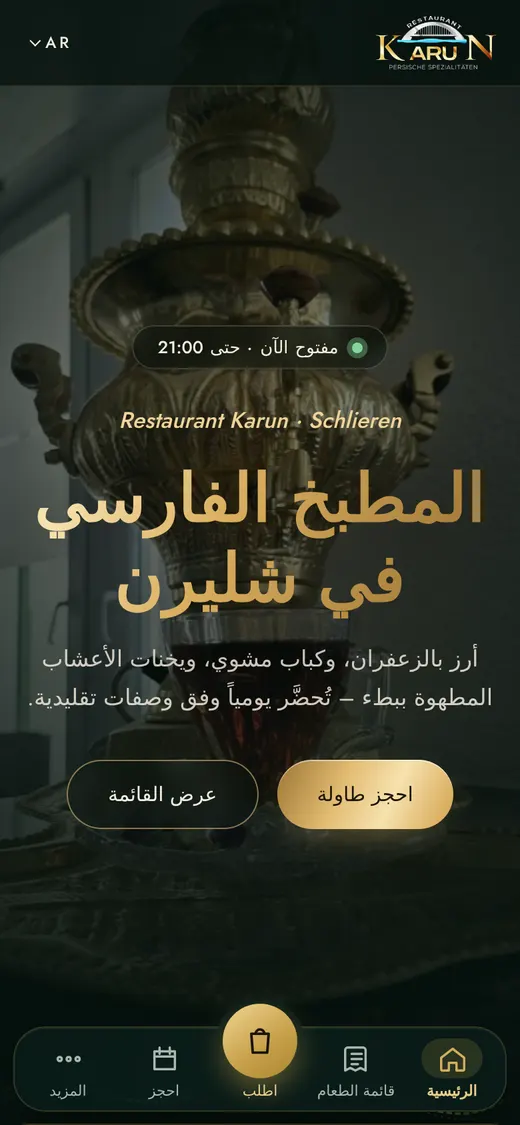 AR
RESTAURANT
KARUN
PERSISCHE SPEZIALITÄTEN
مفتوح الآن · حتى 21:00
Restaurant Karun · Schlieren
المطبخ الفارسي
في شليرن
أرز بالزعفران، وكباب مشوي، ويخنات الأعشاب
المطهوة ببطء – تُحضَّر يومياً وفق وصفات تقليدية.
احجز طاولة
عرض القائمة
الرئيسية
قائمة الطعام
اطلب
احجز
المزيد